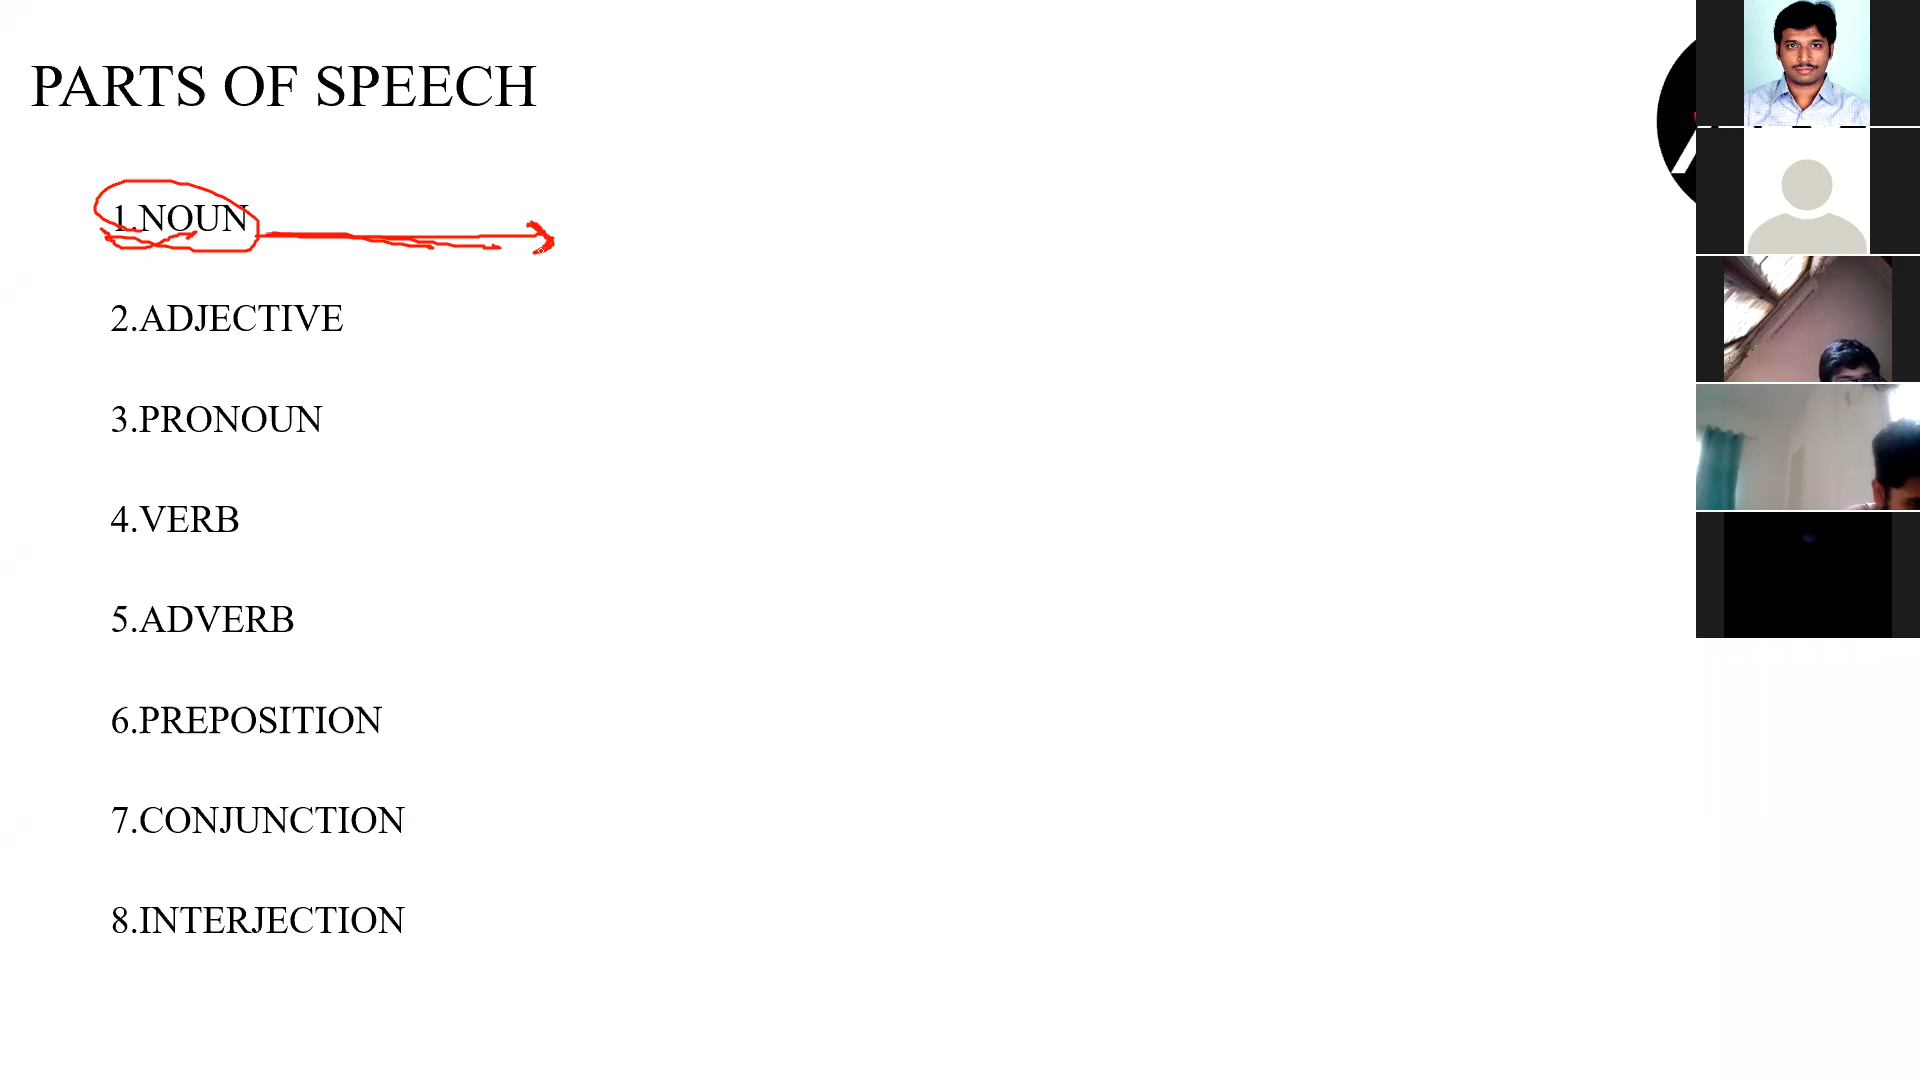 PARTS OF SPEECH
1.NOUN
2.ADJECTIVE
3.PRONOUN
4.VERB
5.ADVERB
6.PREPOSITION
7.CONJUNCTION
8.INTERJECTION